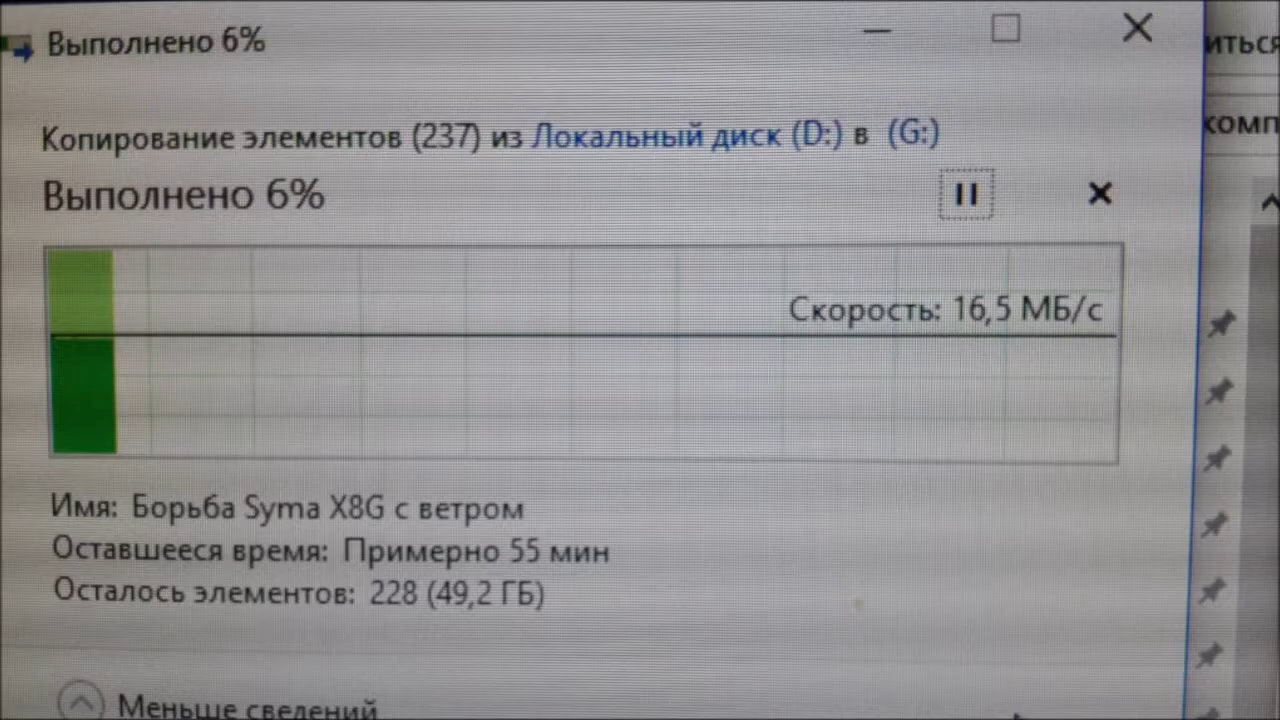 Выполнено 6%
иться
комп
Копирование элементов (237) из Локальный диск (D:) в (G:)
Выполнено 6%
Скорость: 16,5 МБ/с
Имя: Борьба Syma X8G с ветром
Оставшееся время: Примерно 55 мин
Осталось элементов: 228 (49,2 ГБ)
Меньше сведений